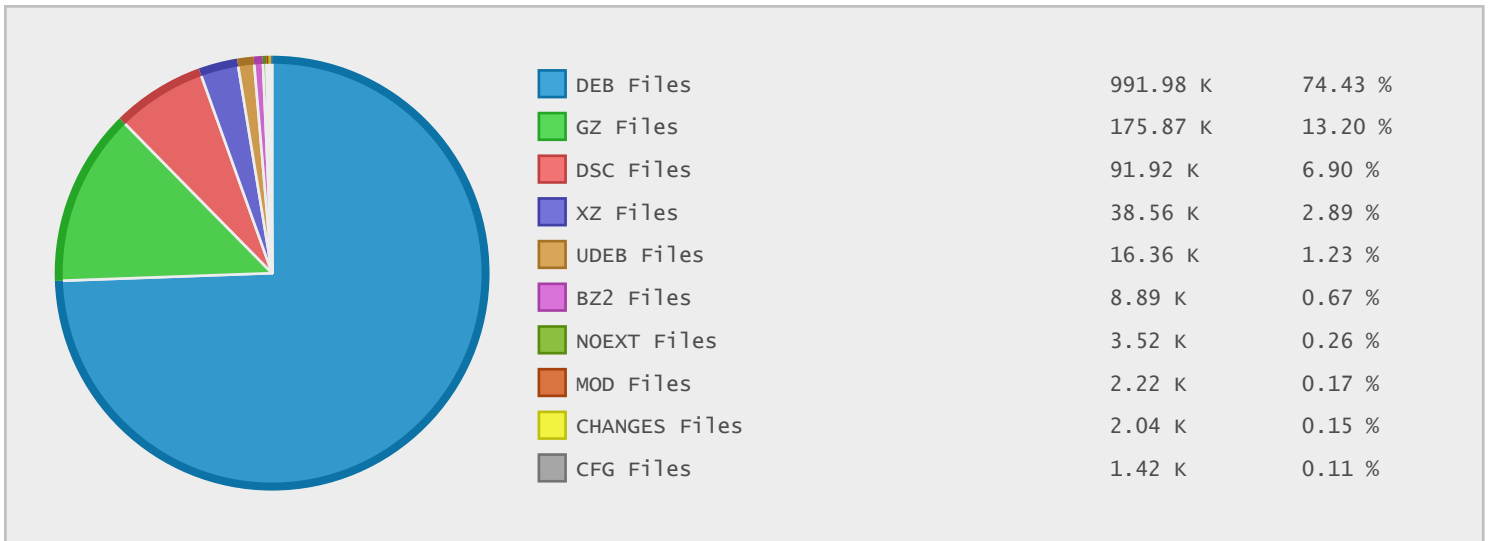 DEB Files 991.98 K 74.43 %
GZ Files 175.87 K 13.20 %
DSC Files 91.92 K 6.90 %
XZ Files 38.56 K 2.89 %
UDEB Files 16.36 K 1.23 %
BZ2 Files 8.89 K 0.67 %
NOEXT Files 3.52 K 0.26 %
MOD Files 2.22 K 0.17 %
CHANGES Files 2.04 K 0.15 %
CFG Files 1.42 K 0.11 %